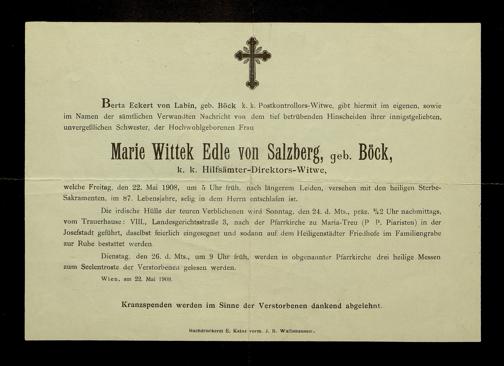 Berta Eckert von Labin, geb. Böck k. k. Postkontrollors-Witwe, gibt hiermit im eigenen, sowie
im Namen der sämtlichen Verwandten Nachricht von dem tief betrübenden Hinscheiden ihrer innigstgeliebten,
unvergeßlichen Schwester, der Hochwohlgeborenen Frau
Marie Wittek Edle von Salzberg, geb. Böck,
k. k. Hilfsämter-Direktors-Witwe,
welche Freitag, den 22. Mai 1908, um 5 Uhr früh, nach längerem Leiden, versehen mit den heiligen Sterbe-
Sakramenten, im 87. Lebensjahre, selig in dem Herrn entschlafen ist.
Die irdische Hülle der teuren Verblichenen wird Sonntag, den 24. d. Mts., präz. 2 Uhr nachmittags,
vom Trauerhause: VIII., Landesgerichtsstraße 3, nach der Pfarrkirche zu Maria-Treu (P. P. Piaristen) in der
Josefstadt geführt, daselbst feierlich eingesegnet und sodann auf dem Heiligenstädter Friedhofe im Familiengrabe
zur Ruhe bestattet werden.
Dienstag, den 26. d. Mts., um 9 Uhr früh, werden in obgenannter Pfarrkirche drei heilige Messen
zum Seelentroste der Verstorbenen gelesen werden.
Wien, am 22. Mai 1908.
Kranzspenden werden im Sinne der Verstorbenen dankend abgelehnt.
Buchdruckerei E. Kainz vorm. J. B. Wallishausser.